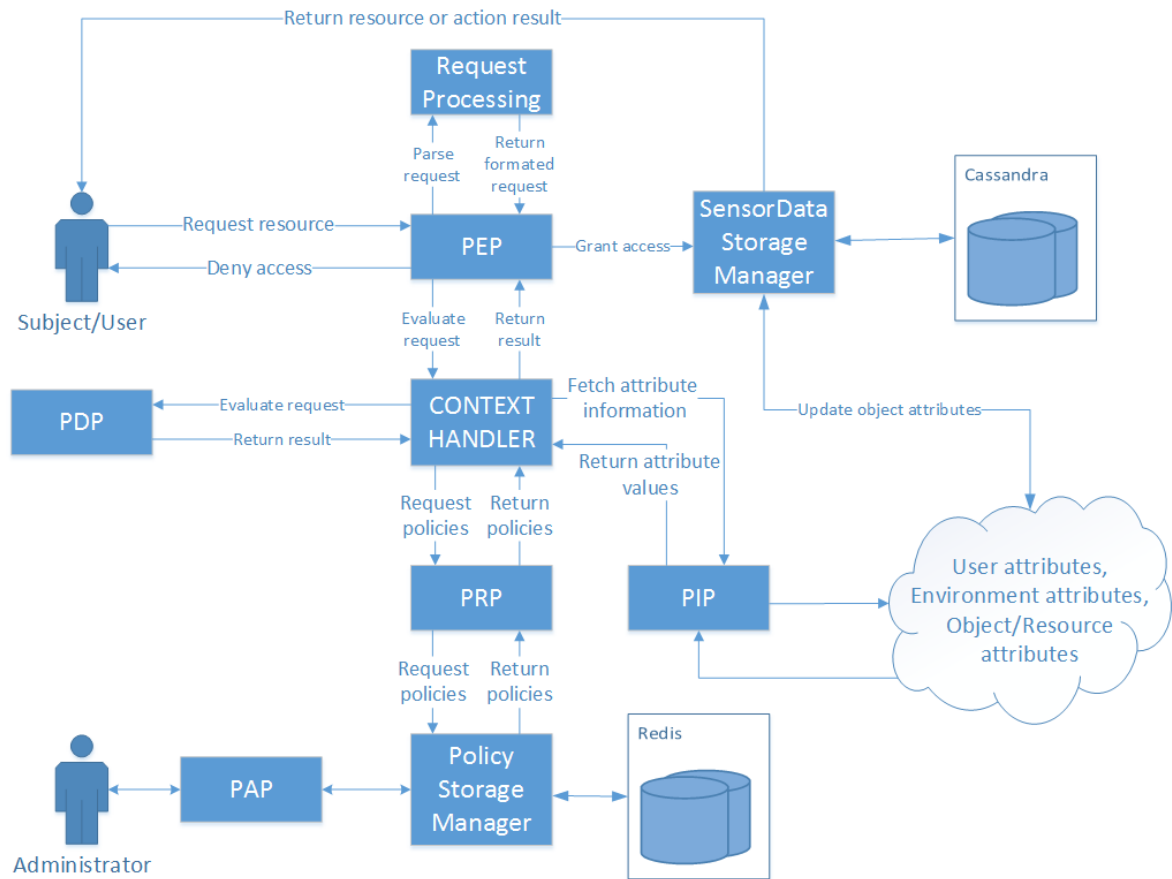 Return resource or action result
Request
Processing
Parse
request
Return
formated
request
Cassandra
Request resource
PEP
Grant access
SensorData
Storage
Manager
Deny access
Subject/User
Evaluate
request
Return
result
PDP
Evaluate request
Return result
CONTEXT
HANDLER
Fetch attribute
information
Update object attributes
Return attribute
values
Request
policies
Return
policies
PRP
PIP
User attributes,
Environment attributes,
Object/Resource
attributes
Request
policies
Return
policies
Redis
Policy
Storage
Manager
PAP
Administrator